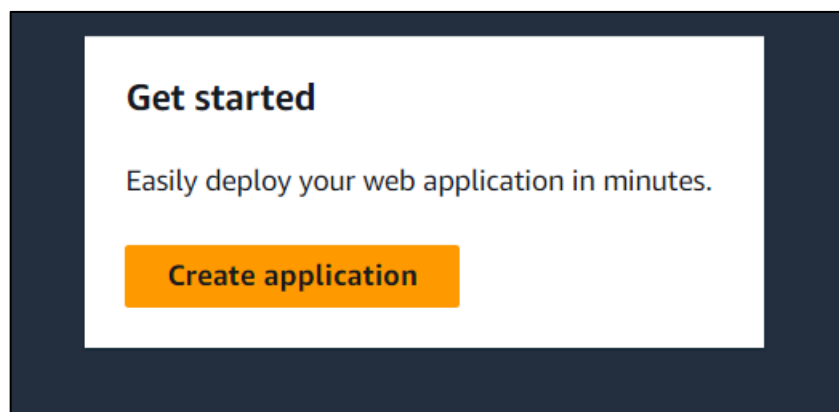 Get started
Easily deploy your web application in minutes.
Create application